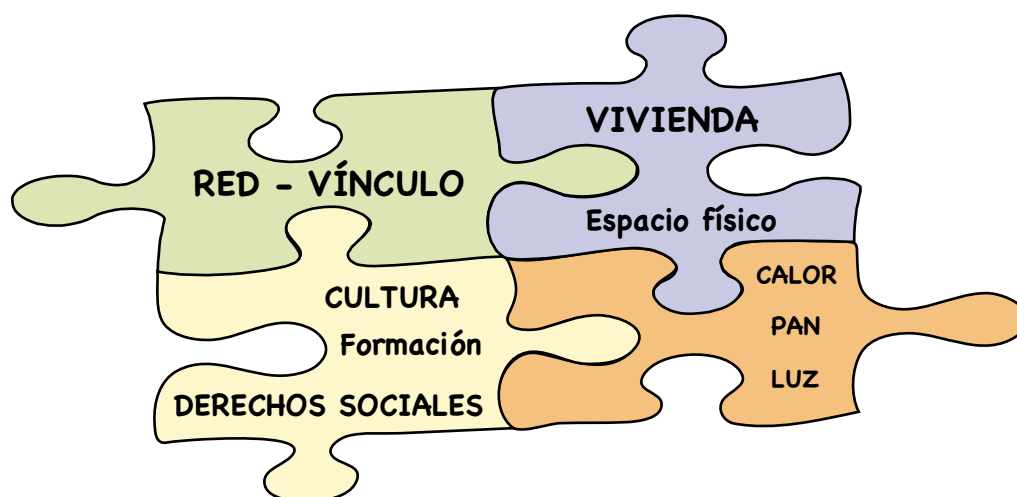 RED - VÍNCULO
VIVIENDA
Espacio físico
CULTURA
Formación
DERECHOS SOCIALES
CALOR
PAN
LUZ